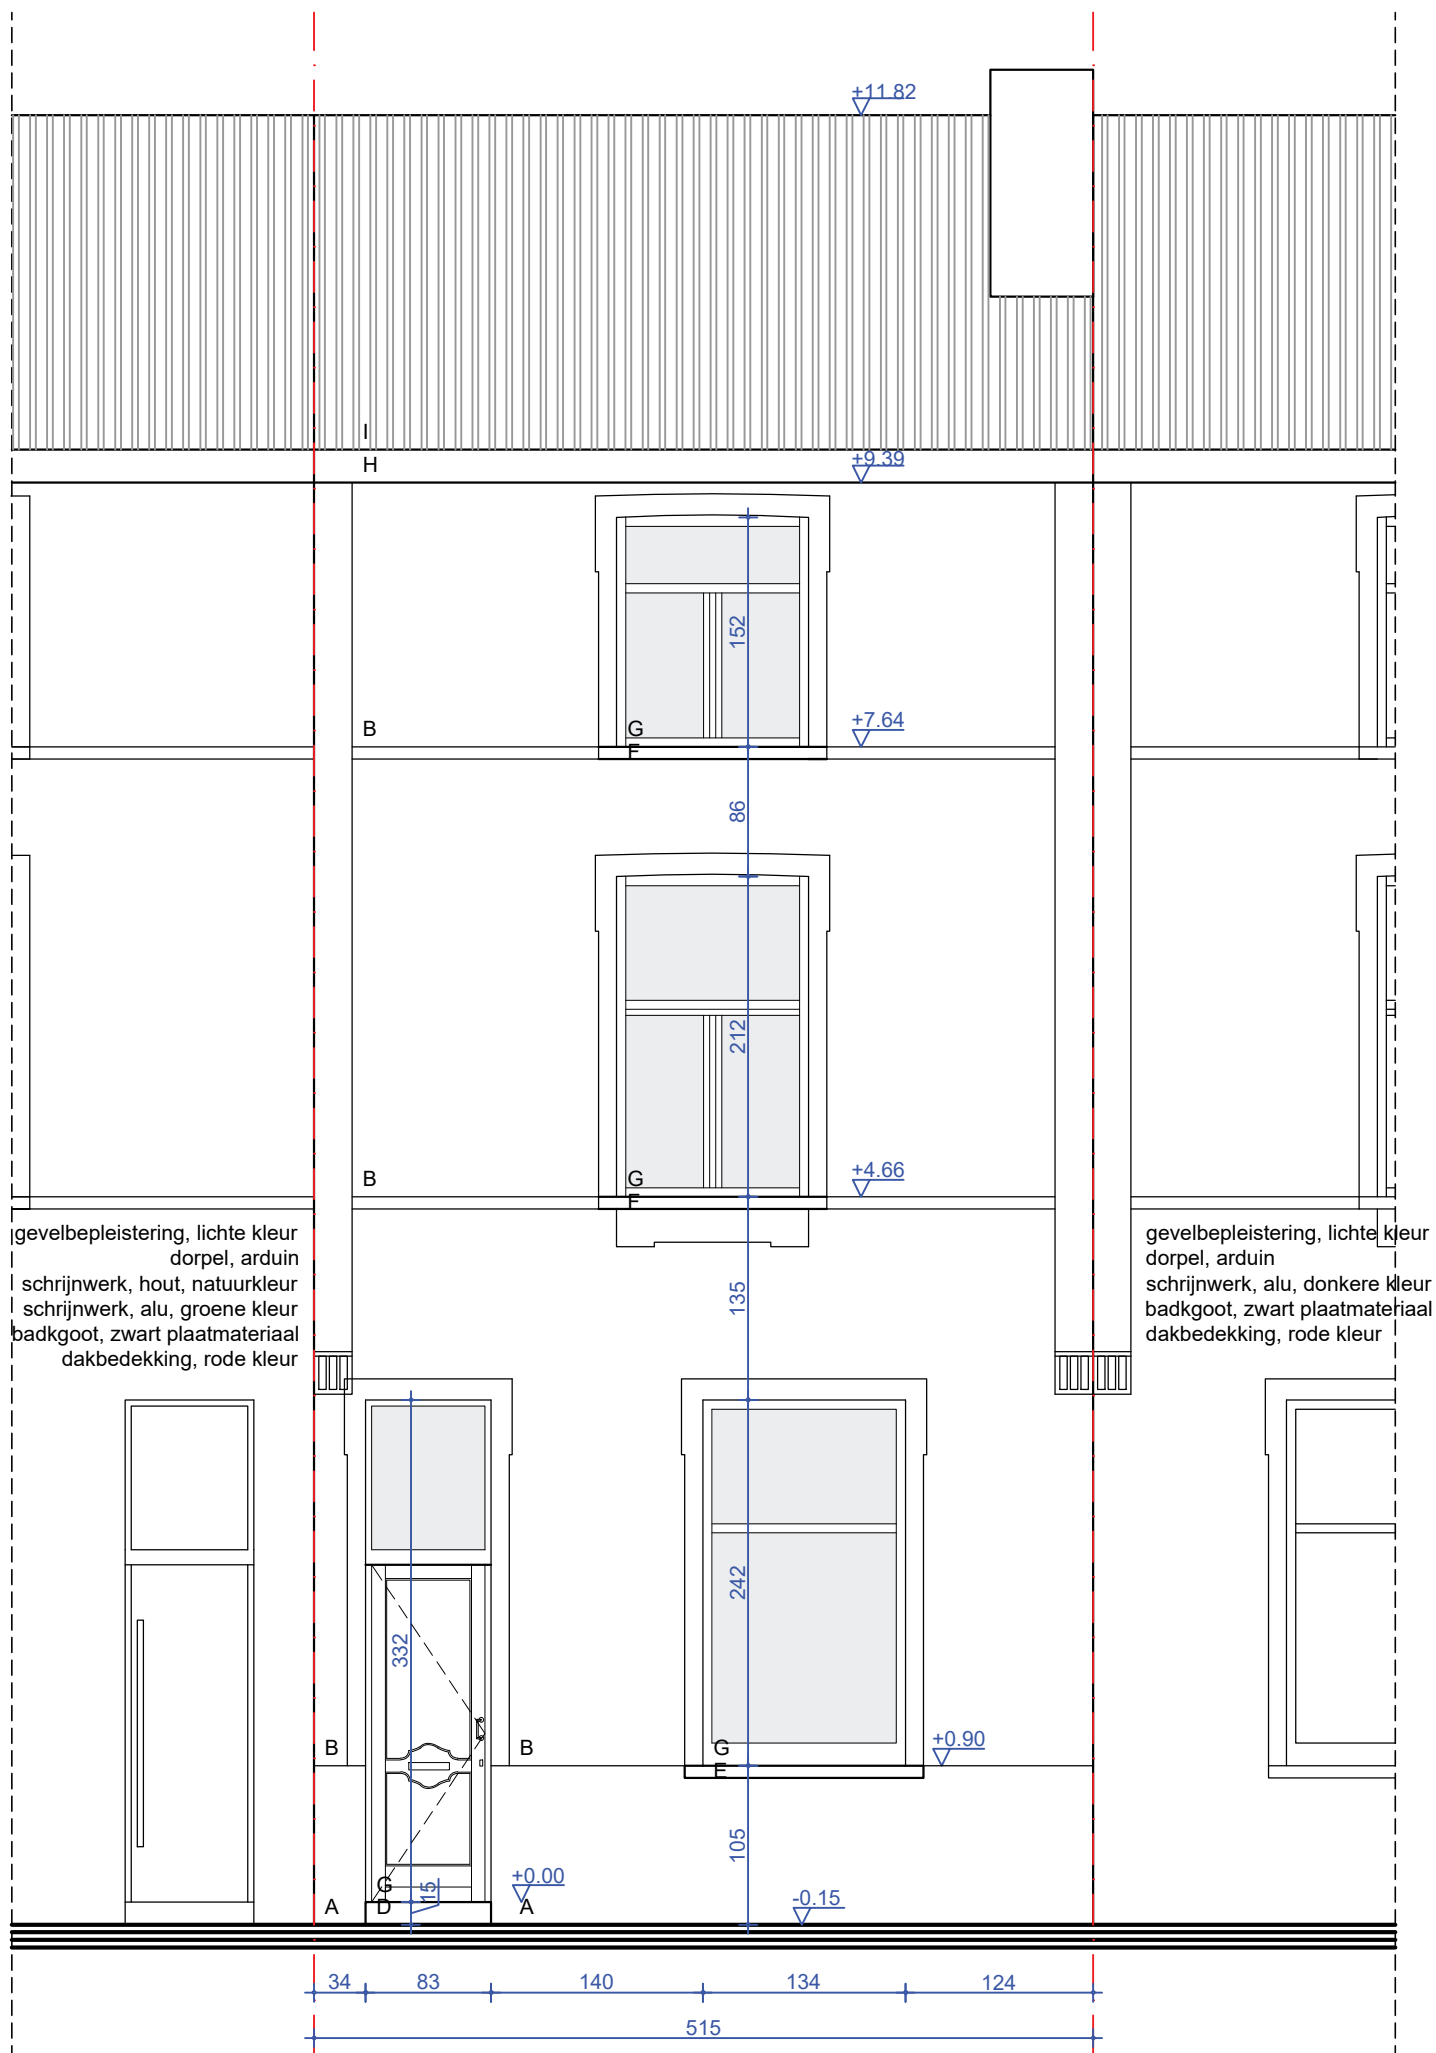 +11.82
I
H
+9.39
152
B
G
+7.64
F
86
212
B
G
+4.66
F
gevelbepleistering, lichte kleur
dorpel, arduin
schrijnwerk, hout, natuurkleur
schrijnwerk, alu, groene kleur
badkgoot, zwart plaatmateriaal
dakbedekking, rode kleur
gevelbepleistering, lichte kleur
dorpel, arduin
schrijnwerk, alu, donkere kleur
badkgoot, zwart plaatmateriaal
dakbedekking, rode kleur
135
242
332
B
B
G
+0.90
E
105
G
15
+0.00
A
D
A
-0.15
34 83 140 134 124
515